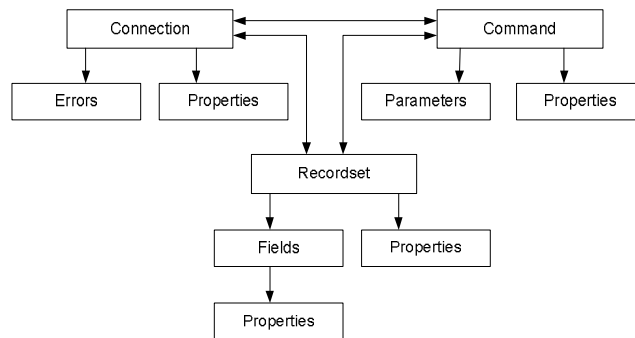 Connection
Command
Errors
Properties
Parameters
Properties
Recordset
Fields
Properties
Properties